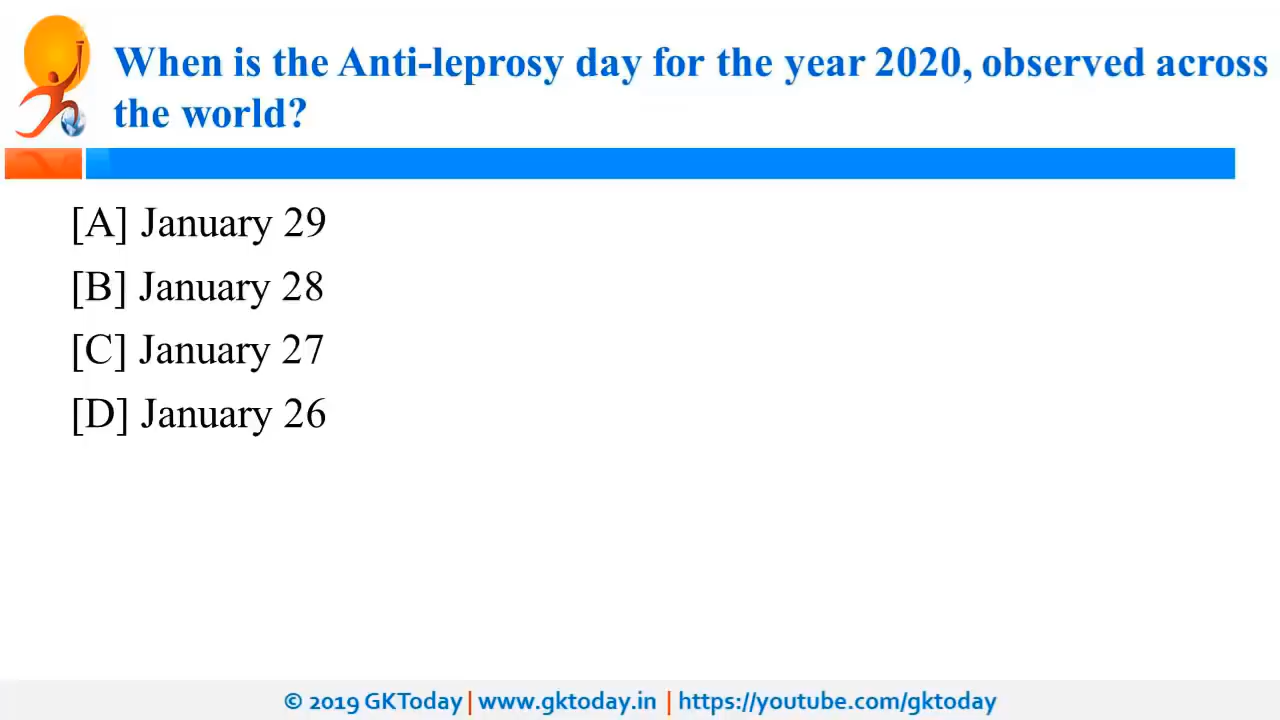 When is the Anti-leprosy day for the year 2020, observed across
the world?
[A] January 29
[B] January 28
[C] January 27
[D] January 26
© 2019 GKToday | www.gktoday.in | https://youtube.com/gktoday